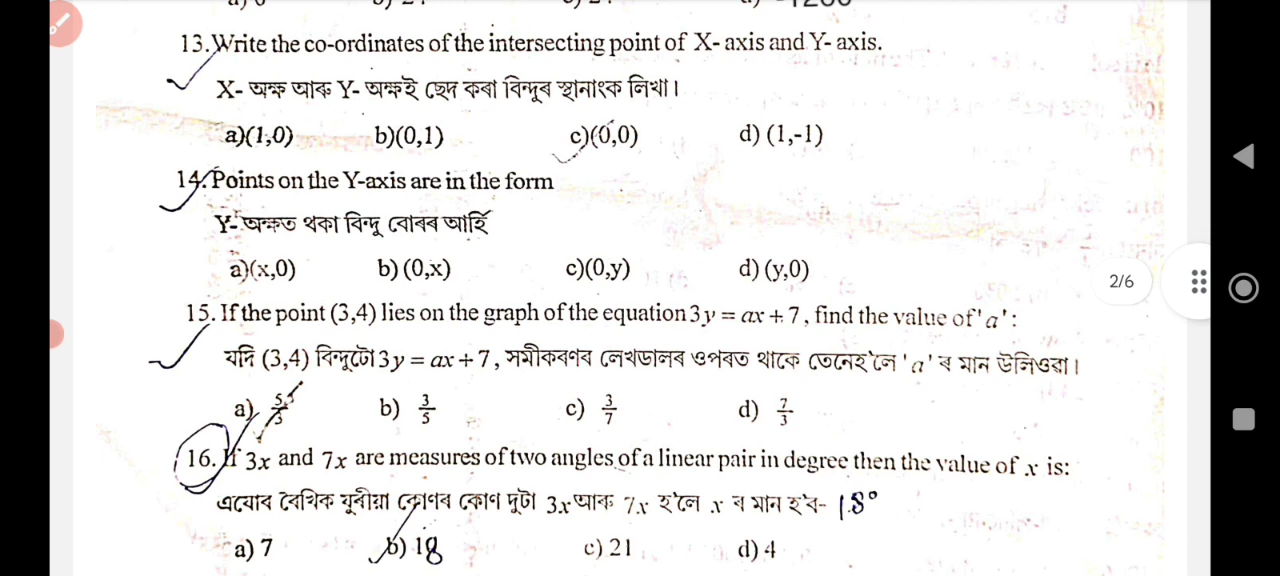 13. Write the co-ordinates of the intersecting point of X- axis and Y- axis.
X- অক্ষ আৰু Y- অক্ষই ছেদ কৰা বিন্দুৰ স্থানাংক লিখা।
a)(1,0) b)(0,1) c)(0,0) d) (1,-1)
14. Points on the Y-axis are in the form
Y- অক্ষত থকা বিন্দু বোৰৰ আৰ্হি
a)(x,0) b) (0,x) c)(0,y) d) (y,0)
2/6
15. If the point (3,4) lies on the graph of the equation 3y = ax + 7, find the value of 'a':
যদি (3,4) বিন্দুটো 3y = ax + 7, সমীকৰণৰ লেখডালৰ ওপৰত থাকে তেনেহ'লৈ 'a' ৰ মান উলিওৱা।
a) 5/3 b) 3/5 c) 3/7 d) 7/3
16. If 3x and 7x are measures of two angles of a linear pair in degree then the value of x is:
এযোৰ ৰৈখিক যুৰীয়া কোণৰ কোণ দুটা 3x আৰু 7x হ'লে x ৰ মান হ'ব- 18°
a) 7 b) 18 c) 21 d) 4